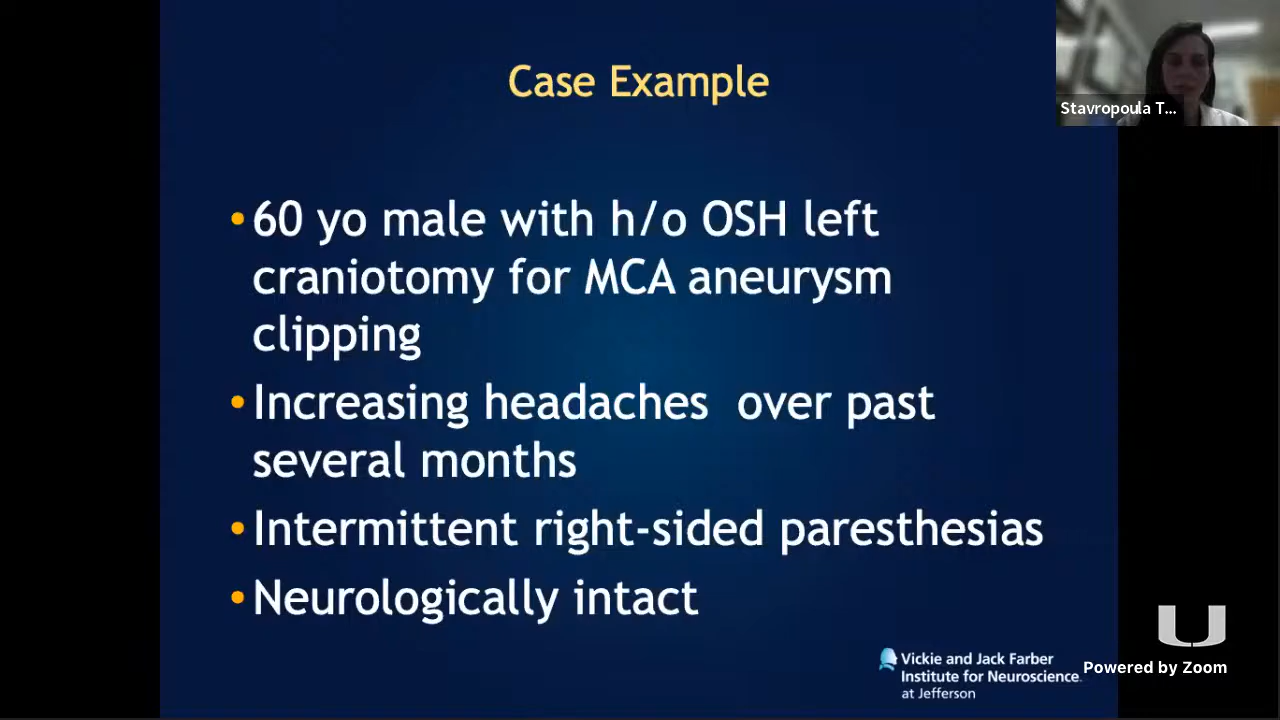 Case Example
Stavropoula T...
•60 yo male with h/o OSH left
craniotomy for MCA aneurysm
clipping
•Increasing headaches over past
several months
•Intermittent right-sided paresthesias
•Neurologically intact
Vickie and Jack Farber
Institute for Neuroscience
at Jefferson
U
Powered by Zoom